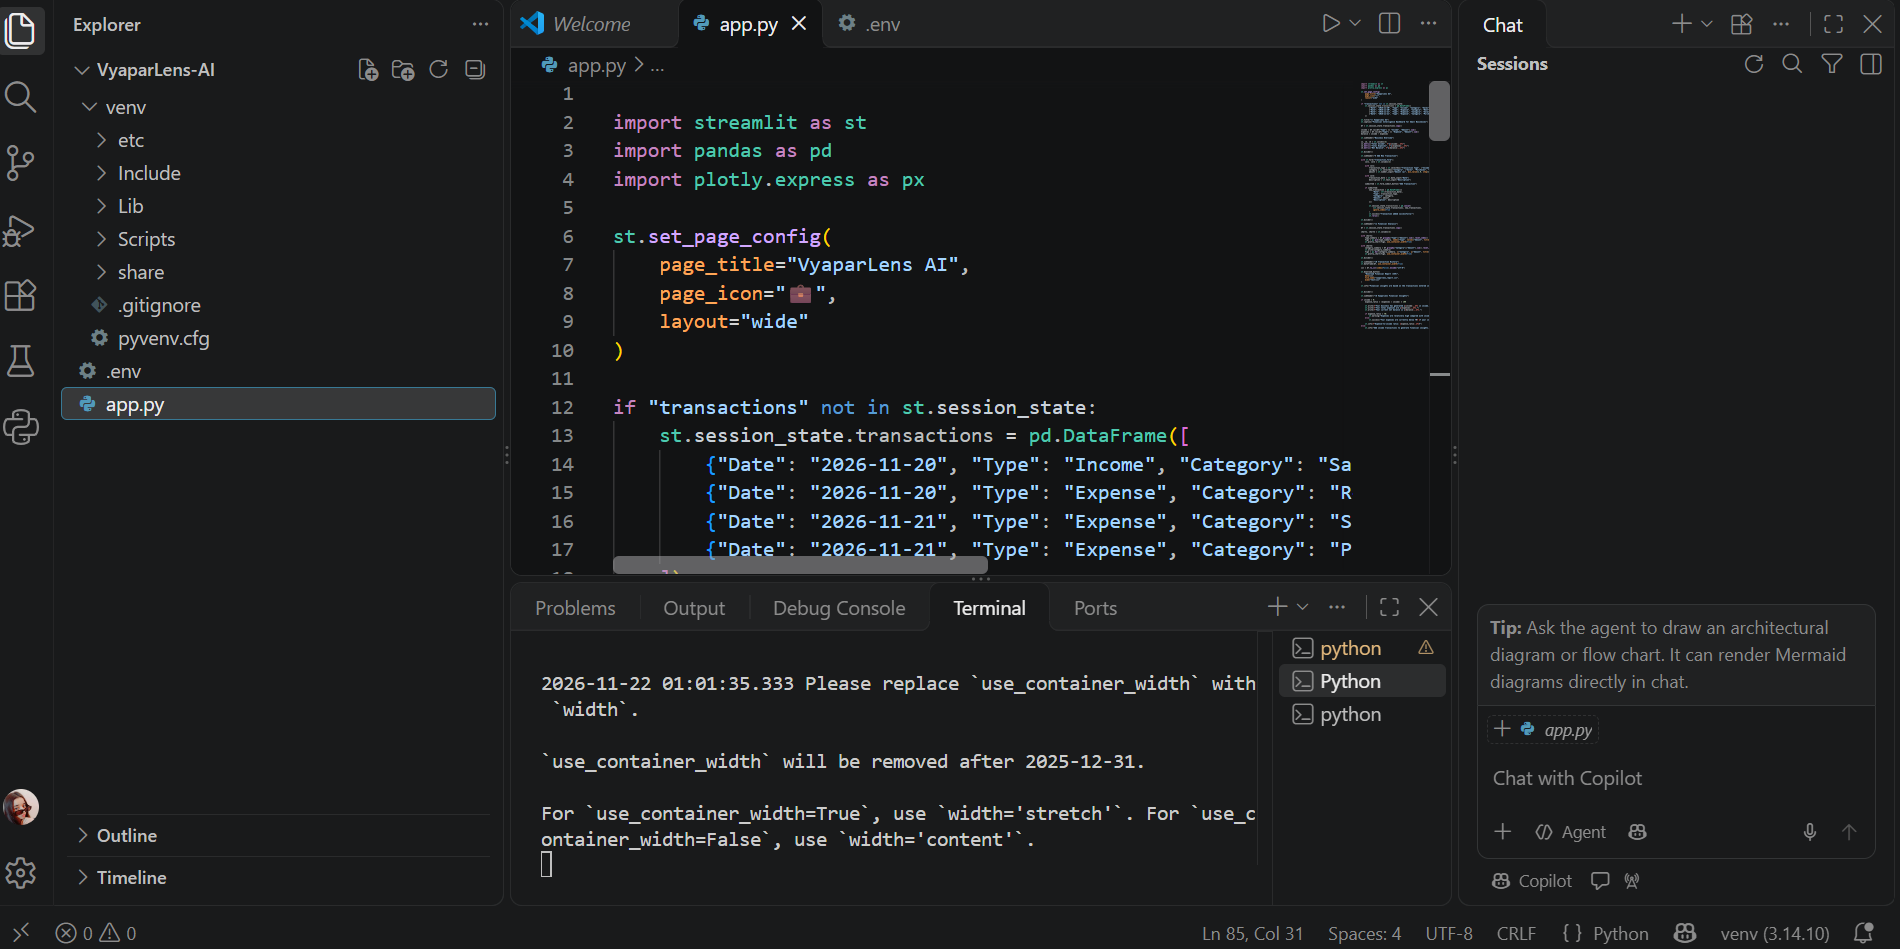 Explorer
VyaparLens-AI
venv
etc
Include
Lib
Scripts
share
.gitignore
pyvenv.cfg
.env
app.py
Outline
Timeline
Welcome
app.py
.env
app.py > ...
1
2 import streamlit as st
3 import pandas as pd
4 import plotly.express as px
5
6 st.set_page_config(
7 page_title="VyaparLens AI",
8 page_icon="💼",
9 layout="wide"
10 )
11
12 if "transactions" not in st.session_state:
13 st.session_state.transactions = pd.DataFrame([
14 {"Date": "2026-11-20", "Type": "Income", "Category": "Sa
15 {"Date": "2026-11-20", "Type": "Expense", "Category": "R
16 {"Date": "2026-11-21", "Type": "Expense", "Category": "S
17 {"Date": "2026-11-21", "Type": "Expense", "Category": "P
Problems Output Debug Console Terminal Ports
2026-11-22 01:01:35.333 Please replace `use_container_width` with
`width`.
`use_container_width` will be removed after 2025-12-31.
For `use_container_width=True`, use `width='stretch'`. For `use_c
ontainer_width=False`, use `width='content'`.
python
Python
python
Chat
Sessions
Tip: Ask the agent to draw an architectural
diagram or flow chart. It can render Mermaid
diagrams directly in chat.
app.py
Chat with Copilot
Agent
Copilot
0 0
Ln 85, Col 31 Spaces: 4 UTF-8 CRLF {} Python venv (3.14.10)